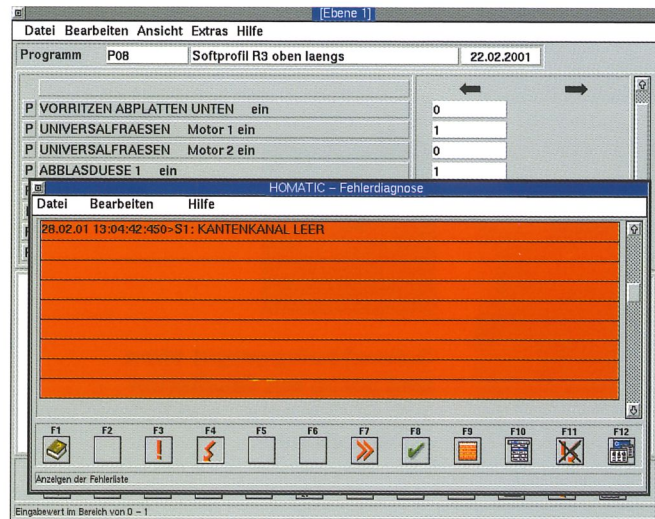 [Ebene 1]
Datei Bearbeiten Ansicht Extras Hilfe
Programm P08 Softprofil R3 oben laengs 22.02.2001
P VORRITZEN ABPLATTEN UNTEN ein 0
P UNIVERSALFRAESEN Motor 1 ein 1
P UNIVERSALFRAESEN Motor 2 ein 0
P ABBLASDUESE 1 ein 1
HOMATIC – Fehlerdiagnose
Datei Bearbeiten Hilfe
28.02.01 13:04:42:450>S1: KANTENKANAL LEER
F1 F2 F3 F4 F5 F6 F7 F8 F9 F10 F11 F12
Anzeigen der Fehlerliste
Eingabewert im Bereich von 0 – 1